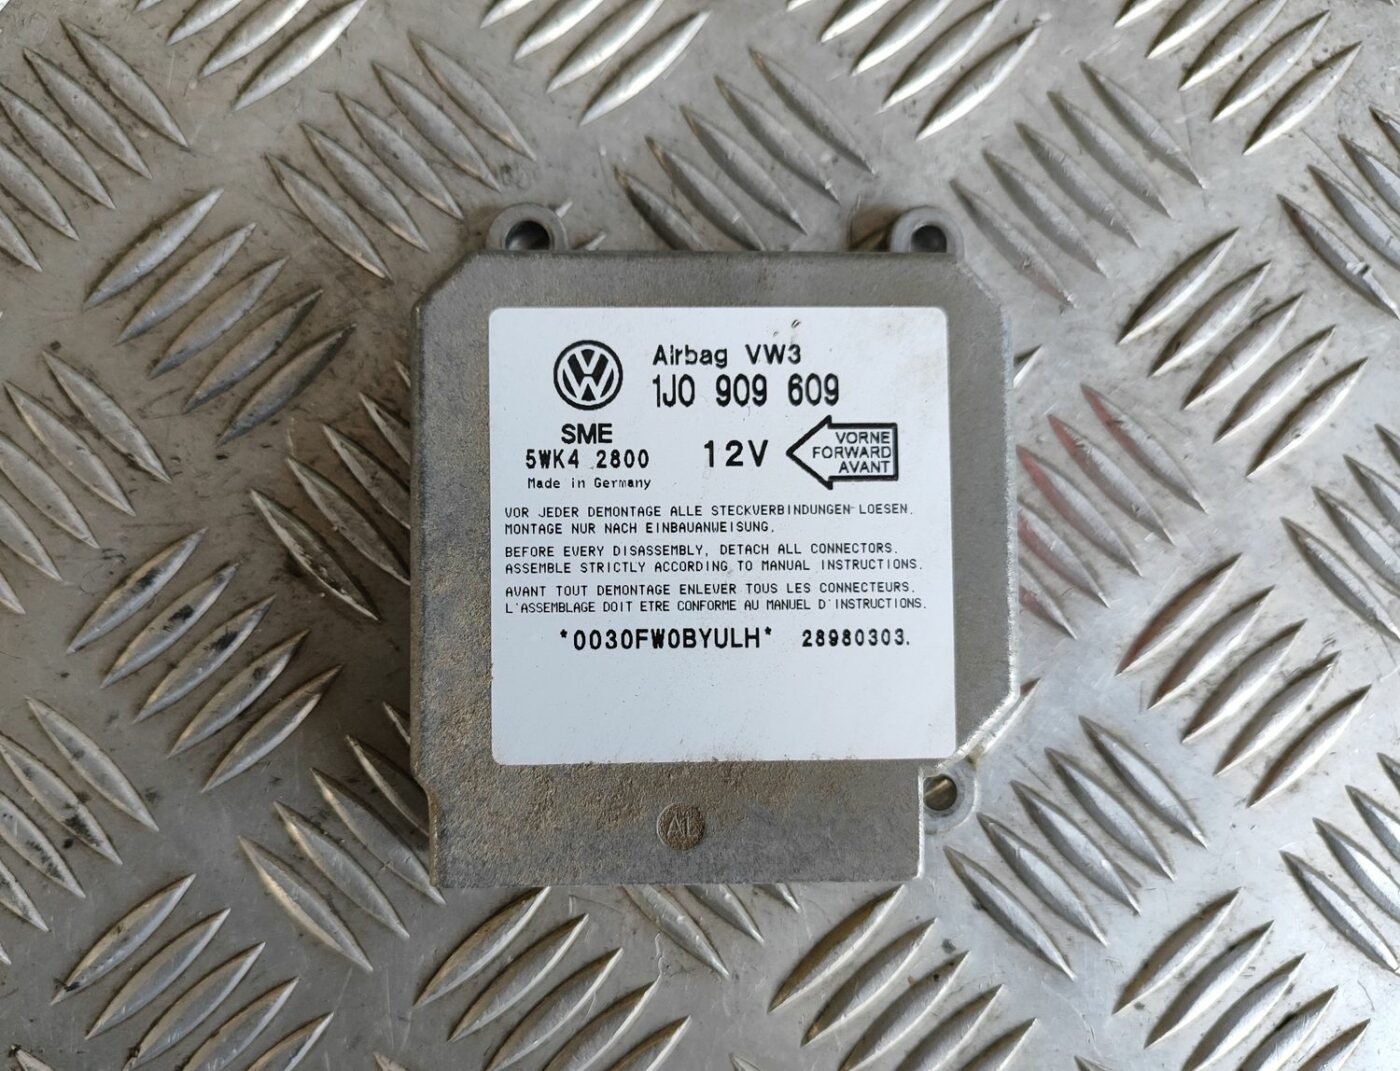 Airbag VW3
1J0 909 609
SME
5WK4 2800
Made in Germany
12V
VORNE
FORWARD
AVANT
VOR JEDER DEMONTAGE ALLE STECKVERBINDUNGEN LOESEN.
MONTAGE NUR NACH EINBAUANWEISUNG.
BEFORE EVERY DISASSEMBLY, DETACH ALL CONNECTORS.
ASSEMBLE STRICTLY ACCORDING TO MANUAL INSTRUCTIONS.
AVANT TOUT DEMONTAGE ENLEVER TOUS LES CONNECTEURS.
L'ASSEMBLAGE DOIT ETRE CONFORME AU MANUEL D'INSTRUCTIONS.
*0030FW0BYULH* 28980303.
AL